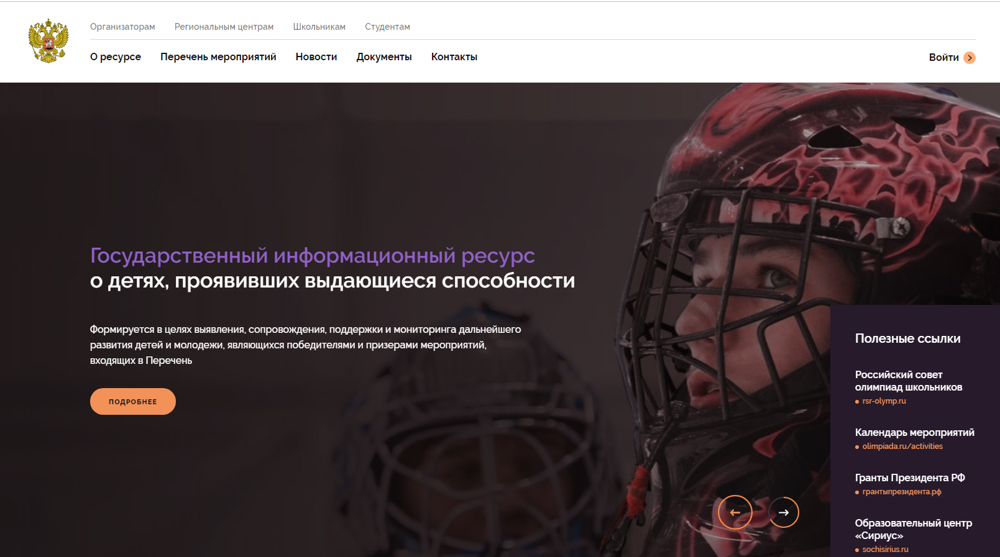 Организаторам Региональным центрам Школьникам Студентам
О ресурсе Перечень мероприятий Новости Документы Контакты Войти
Государственный информационный ресурс
о детях, проявивших выдающиеся способности
Формируется в целях выявления, сопровождения, поддержки и мониторинга дальнейшего
развития детей и молодежи, являющихся победителями и призерами мероприятий,
входящих в Перечень
ПОДРОБНЕЕ
Полезные ссылки
Российский совет
олимпиад школьников
rsr-olymp.ru
Календарь мероприятий
olimpiada.ru/activities
Гранты Президента РФ
грантыпрезидента.рф
Образовательный центр
«Сириус»
sochisirius.ru